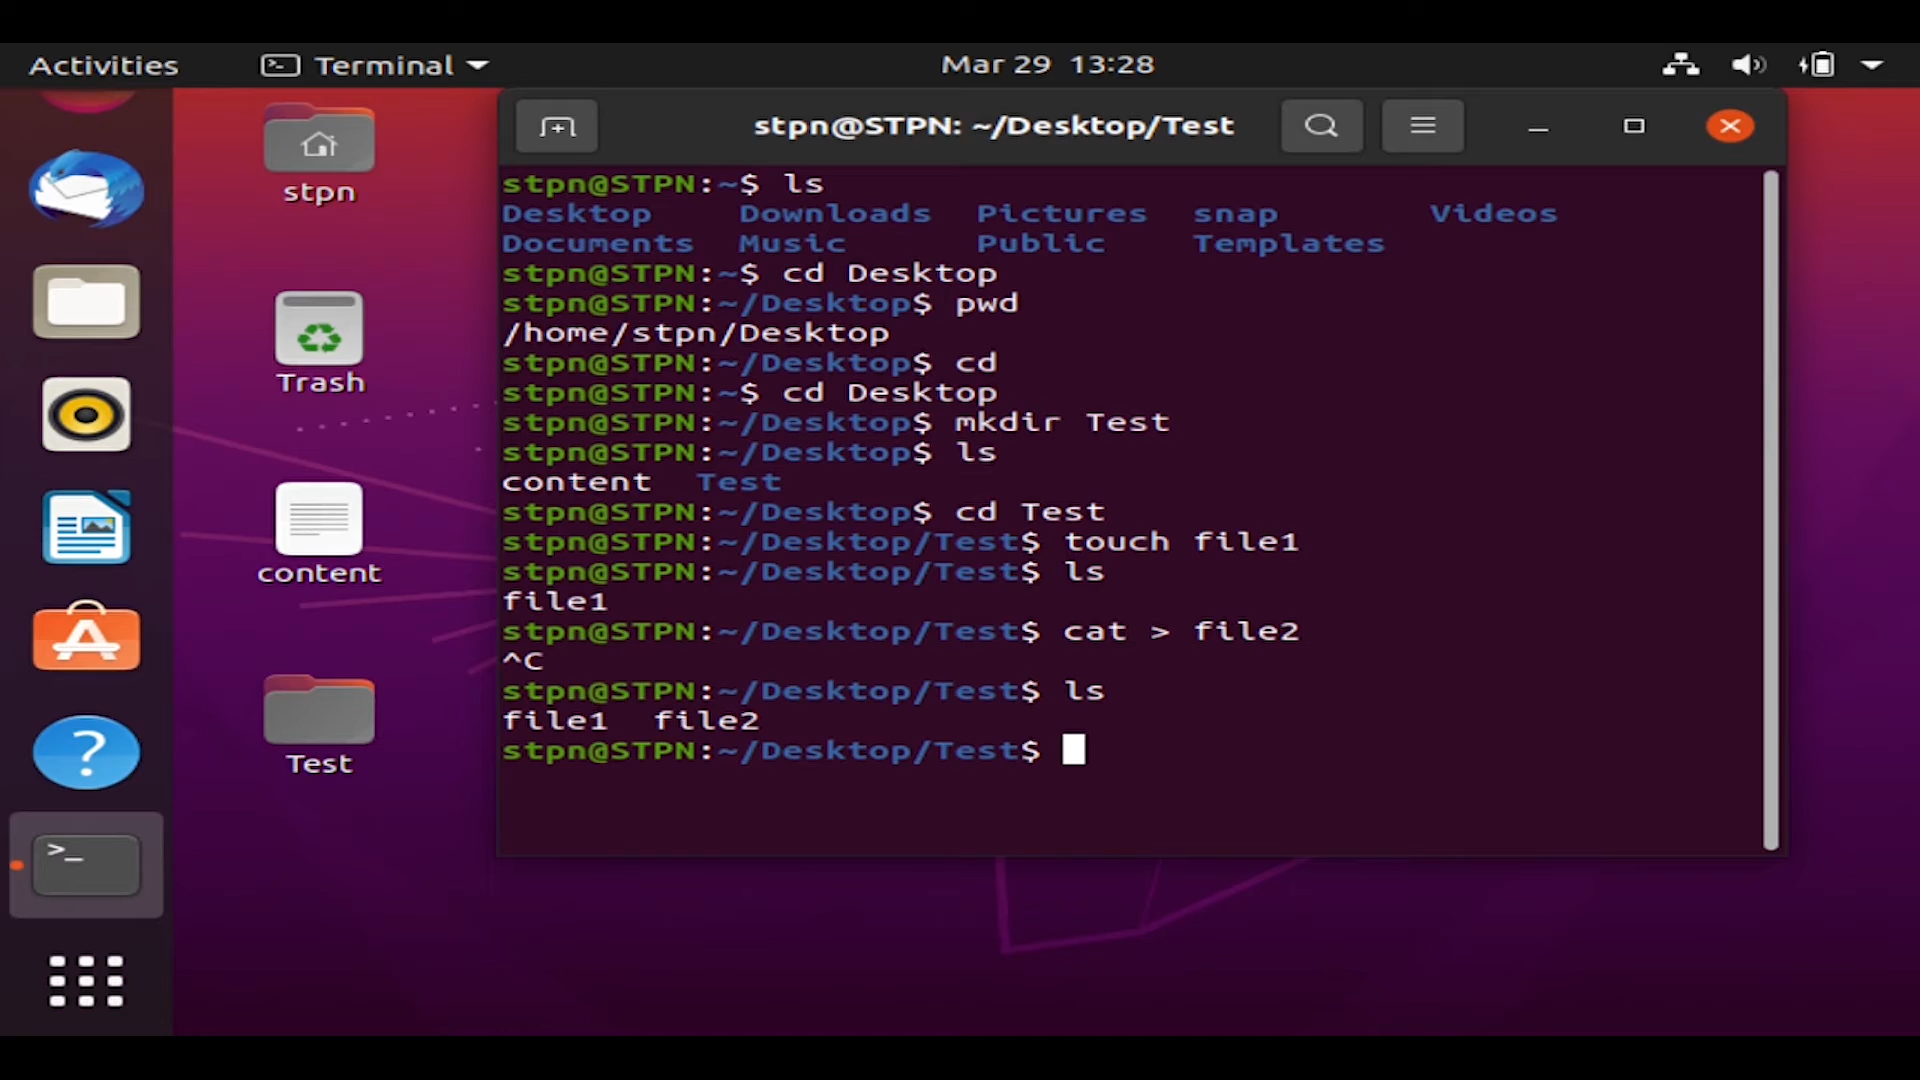 Activities
Terminal
Mar 29 13:28
stpn
Trash
content
Test
stpn@STPN: ~/Desktop/Test
stpn@STPN:~$ ls
Desktop Downloads Pictures snap Videos
Documents Music Public Templates
stpn@STPN:~$ cd Desktop
stpn@STPN:~/Desktop$ pwd
/home/stpn/Desktop
stpn@STPN:~/Desktop$ cd
stpn@STPN:~$ cd Desktop
stpn@STPN:~/Desktop$ mkdir Test
stpn@STPN:~/Desktop$ ls
content Test
stpn@STPN:~/Desktop$ cd Test
stpn@STPN:~/Desktop/Test$ touch file1
stpn@STPN:~/Desktop/Test$ ls
file1
stpn@STPN:~/Desktop/Test$ cat > file2
^C
stpn@STPN:~/Desktop/Test$ ls
file1 file2
stpn@STPN:~/Desktop/Test$